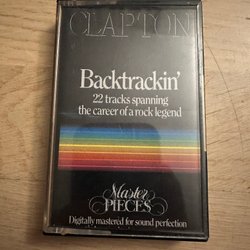 CLAPTON
Backtrackin'
22 tracks spanning
the career of a rock legend
Master
PIECES
Digitally mastered for sound perfection